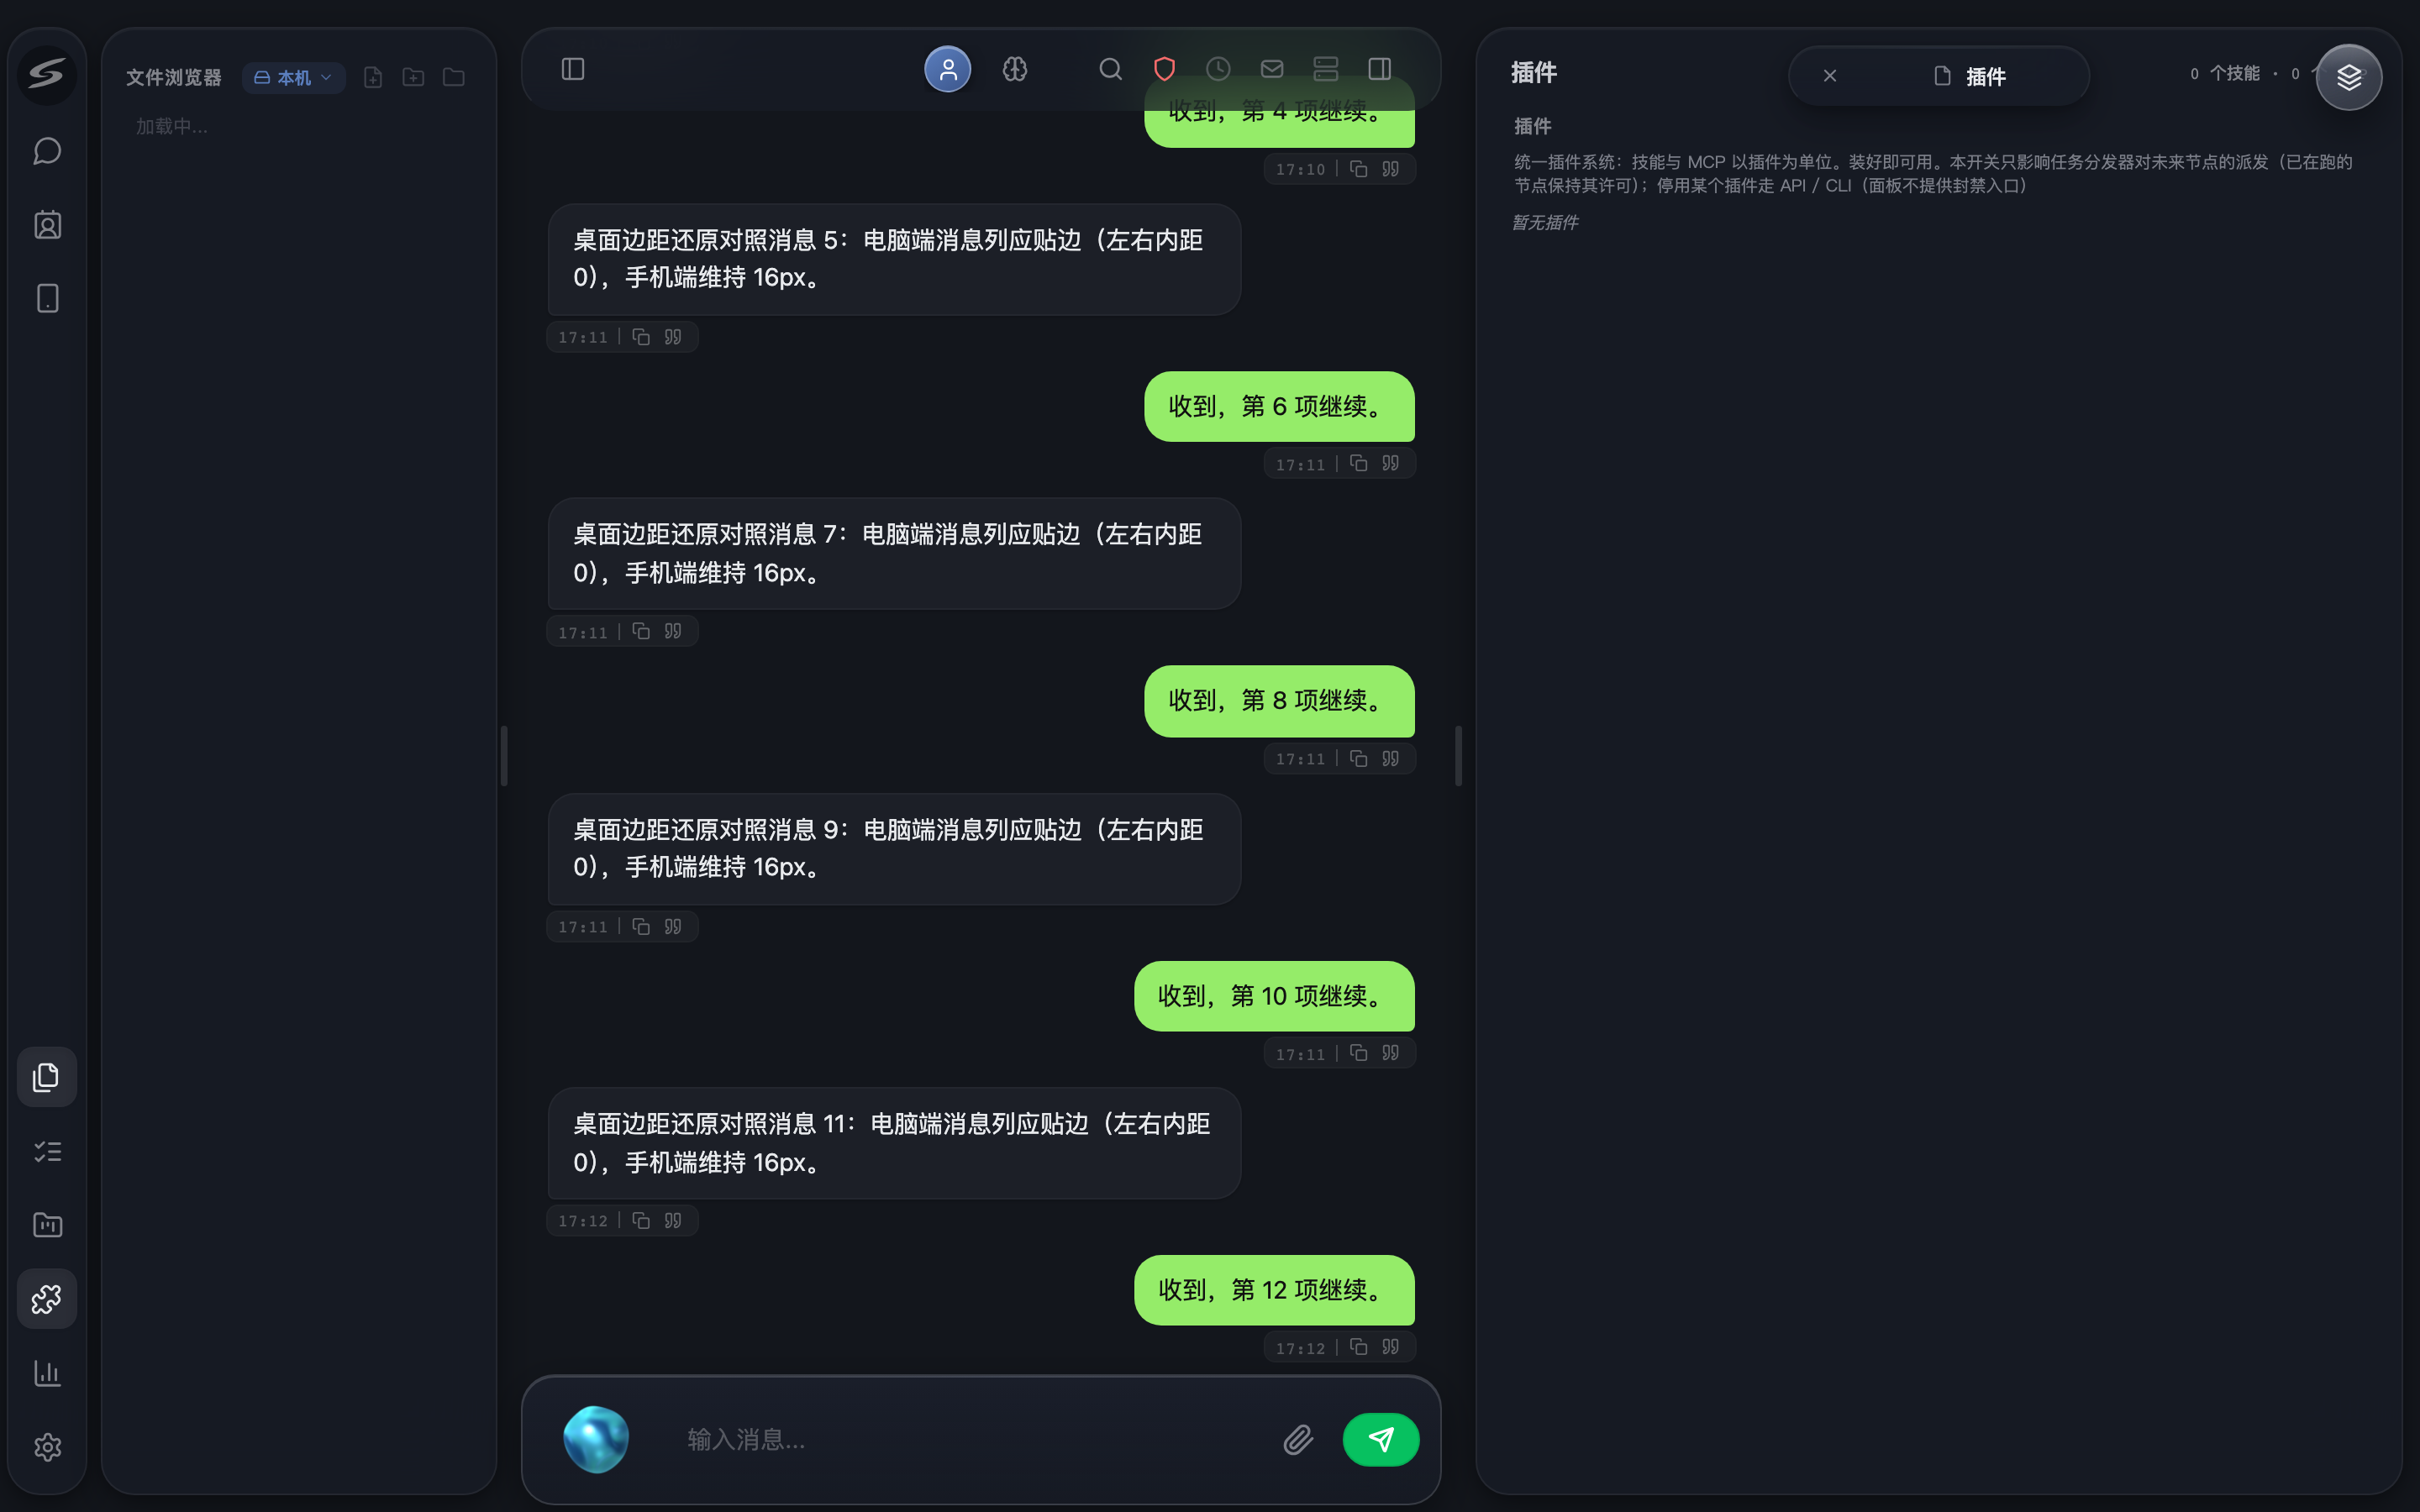 文件浏览器
本机
加载中...
收到，第 4 项继续。
17:10
桌面边距还原对照消息 5：电脑端消息列应贴边（左右内距
0），手机端维持 16px。
17:11
收到，第 6 项继续。
17:11
桌面边距还原对照消息 7：电脑端消息列应贴边（左右内距
0），手机端维持 16px。
17:11
收到，第 8 项继续。
17:11
桌面边距还原对照消息 9：电脑端消息列应贴边（左右内距
0），手机端维持 16px。
17:11
收到，第 10 项继续。
17:11
桌面边距还原对照消息 11：电脑端消息列应贴边（左右内距
0），手机端维持 16px。
17:12
收到，第 12 项继续。
17:12
输入消息...
插件
插件
0 个技能 · 0
插件
统一插件系统：技能与 MCP 以插件为单位。装好即可用。本开关只影响任务分发器对未来节点的派发（已在跑的
节点保持其许可）；停用某个插件走 API / CLI（面板不提供封禁入口）
暂无插件